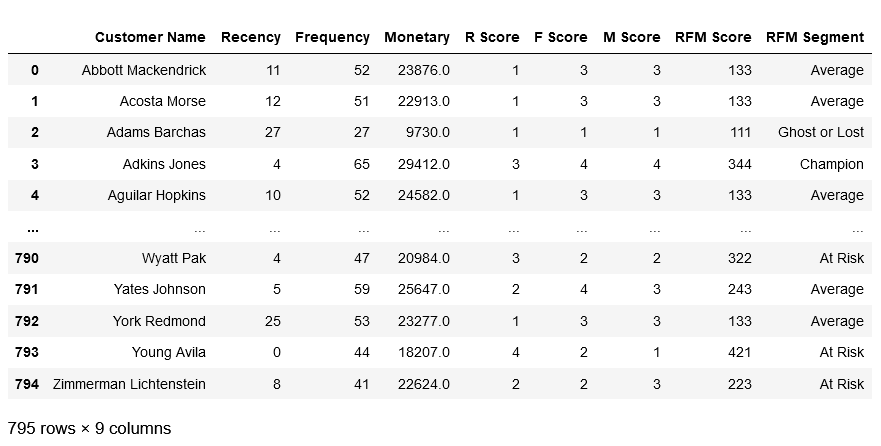 Customer Name Recency Frequency Monetary R Score F Score M Score RFM Score RFM Segment
0 Abbott Mackendrick 11 52 23876.0 1 3 3 133 Average
1 Acosta Morse 12 51 22913.0 1 3 3 133 Average
2 Adams Barchas 27 27 9730.0 1 1 1 111 Ghost or Lost
3 Adkins Jones 4 65 29412.0 3 4 4 344 Champion
4 Aguilar Hopkins 10 52 24582.0 1 3 3 133 Average
... ... ... ... ... ... ... ... ... ...
790 Wyatt Pak 4 47 20984.0 3 2 2 322 At Risk
791 Yates Johnson 5 59 25647.0 2 4 3 243 Average
792 York Redmond 25 53 23277.0 1 3 3 133 Average
793 Young Avila 0 44 18207.0 4 2 1 421 At Risk
794 Zimmerman Lichtenstein 8 41 22624.0 2 2 3 223 At Risk
795 rows × 9 columns